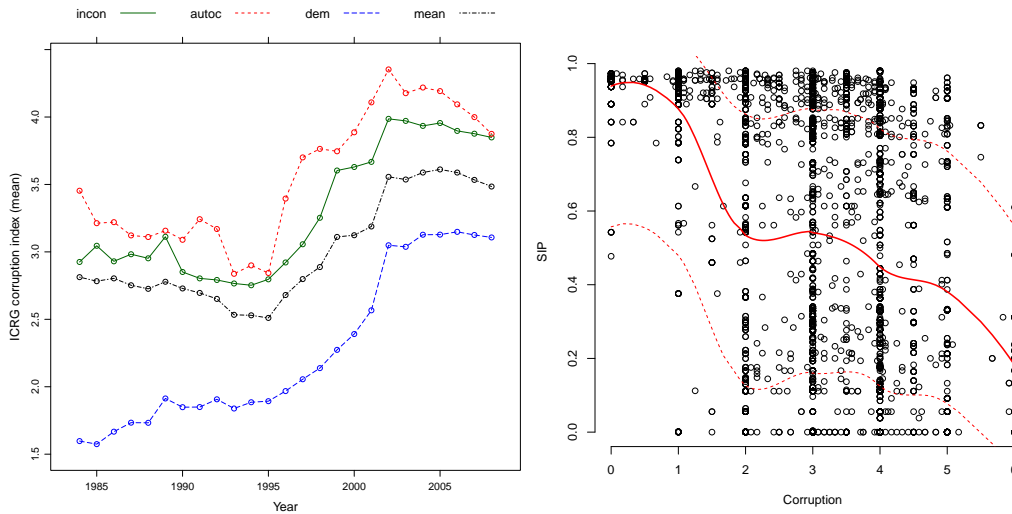 incon autoc dem mean
ICRG corruption index (mean)
1.5 2.0 2.5 3.0 3.5 4.0
1985 1990 1995 2000 2005
Year
SIP
0.0 0.2 0.4 0.6 0.8 1.0
0 1 2 3 4 5 6
Corruption